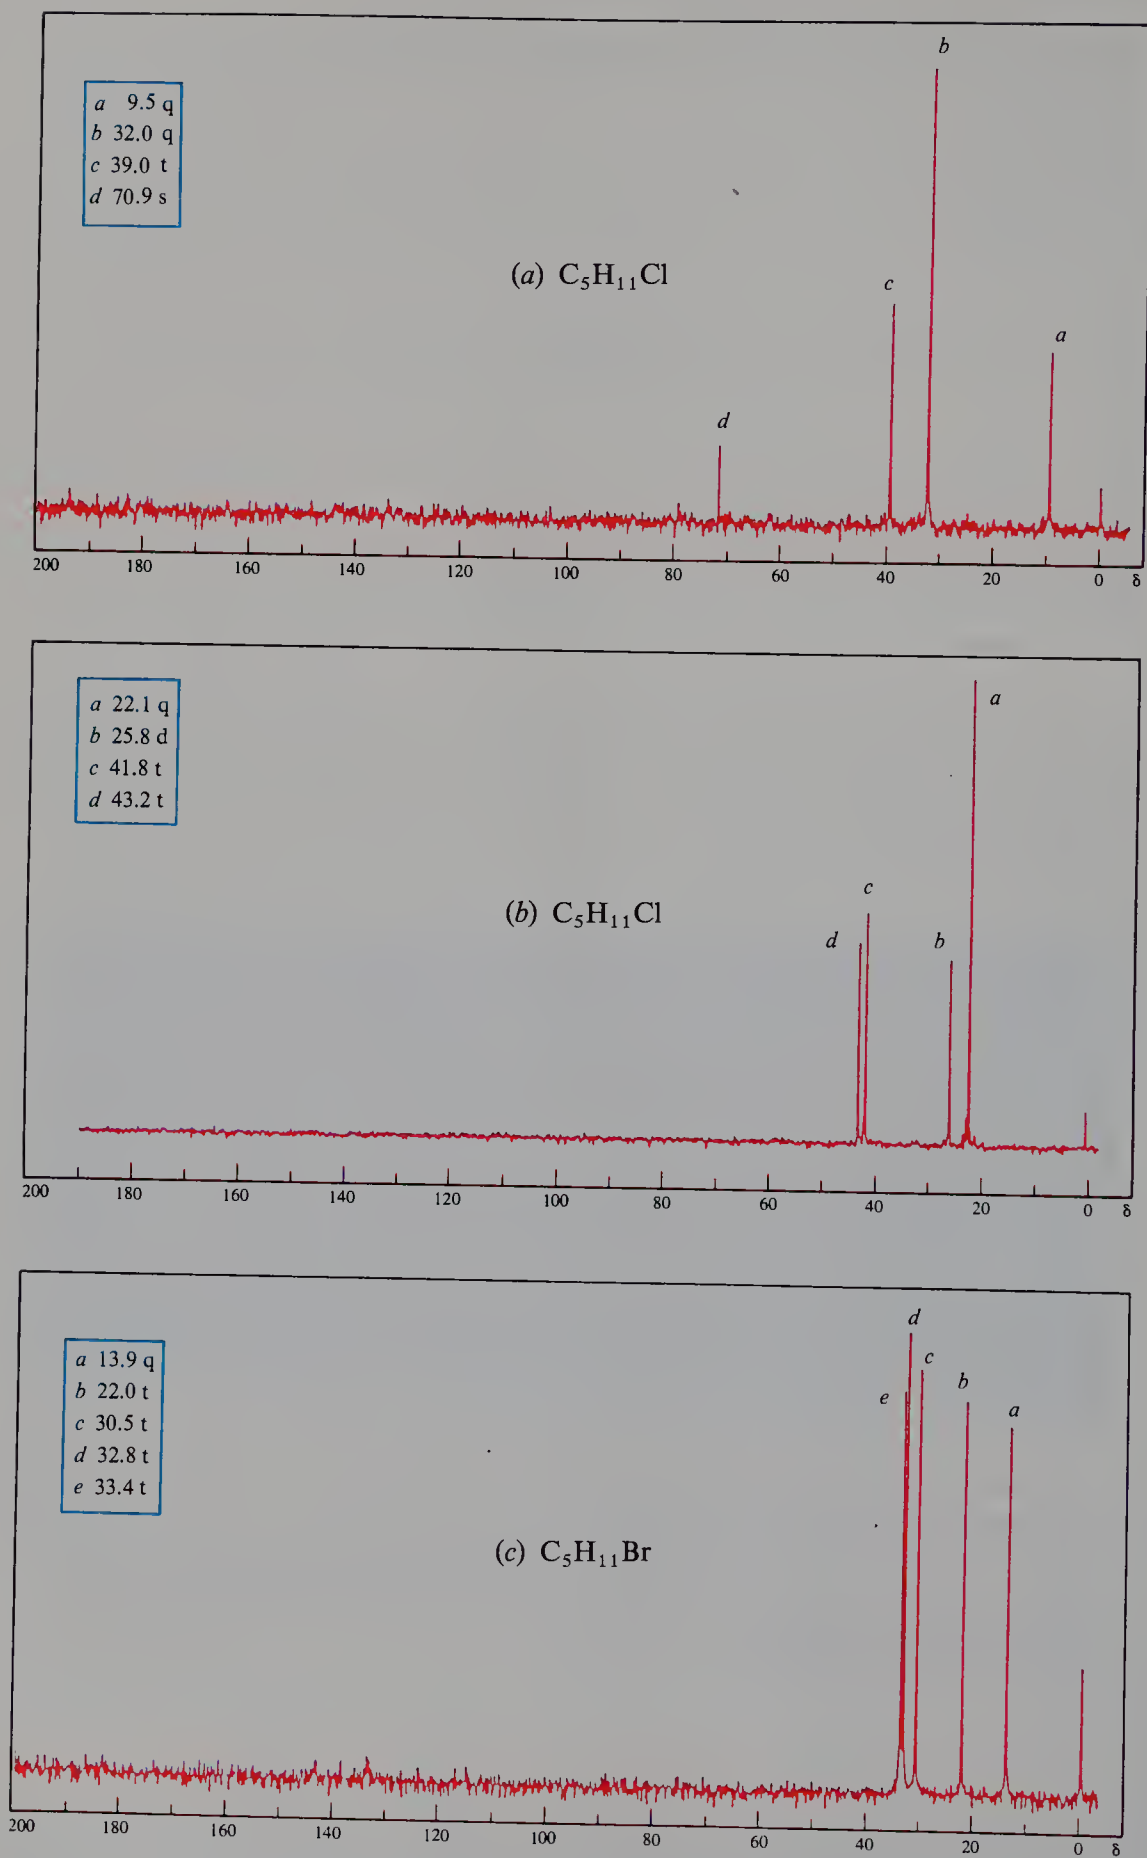 b
a 9.5 q
b 32.0 q
c 39.0 t
d 70.9 s
(a) C₅H₁₁Cl
c
a
d
200 180 160 140 120 100 80 60 40 20 0 δ
a 22.1 q
b 25.8 d
c 41.8 t
d 43.2 t
a
(b) C₅H₁₁Cl
c
d
b
200 180 160 140 120 100 80 60 40 20 0 δ
a 13.9 q
b 22.0 t
c 30.5 t
d 32.8 t
e 33.4 t
d
c
e
b
a
(c) C₅H₁₁Br
200 180 160 140 120 100 80 60 40 20 0 δ